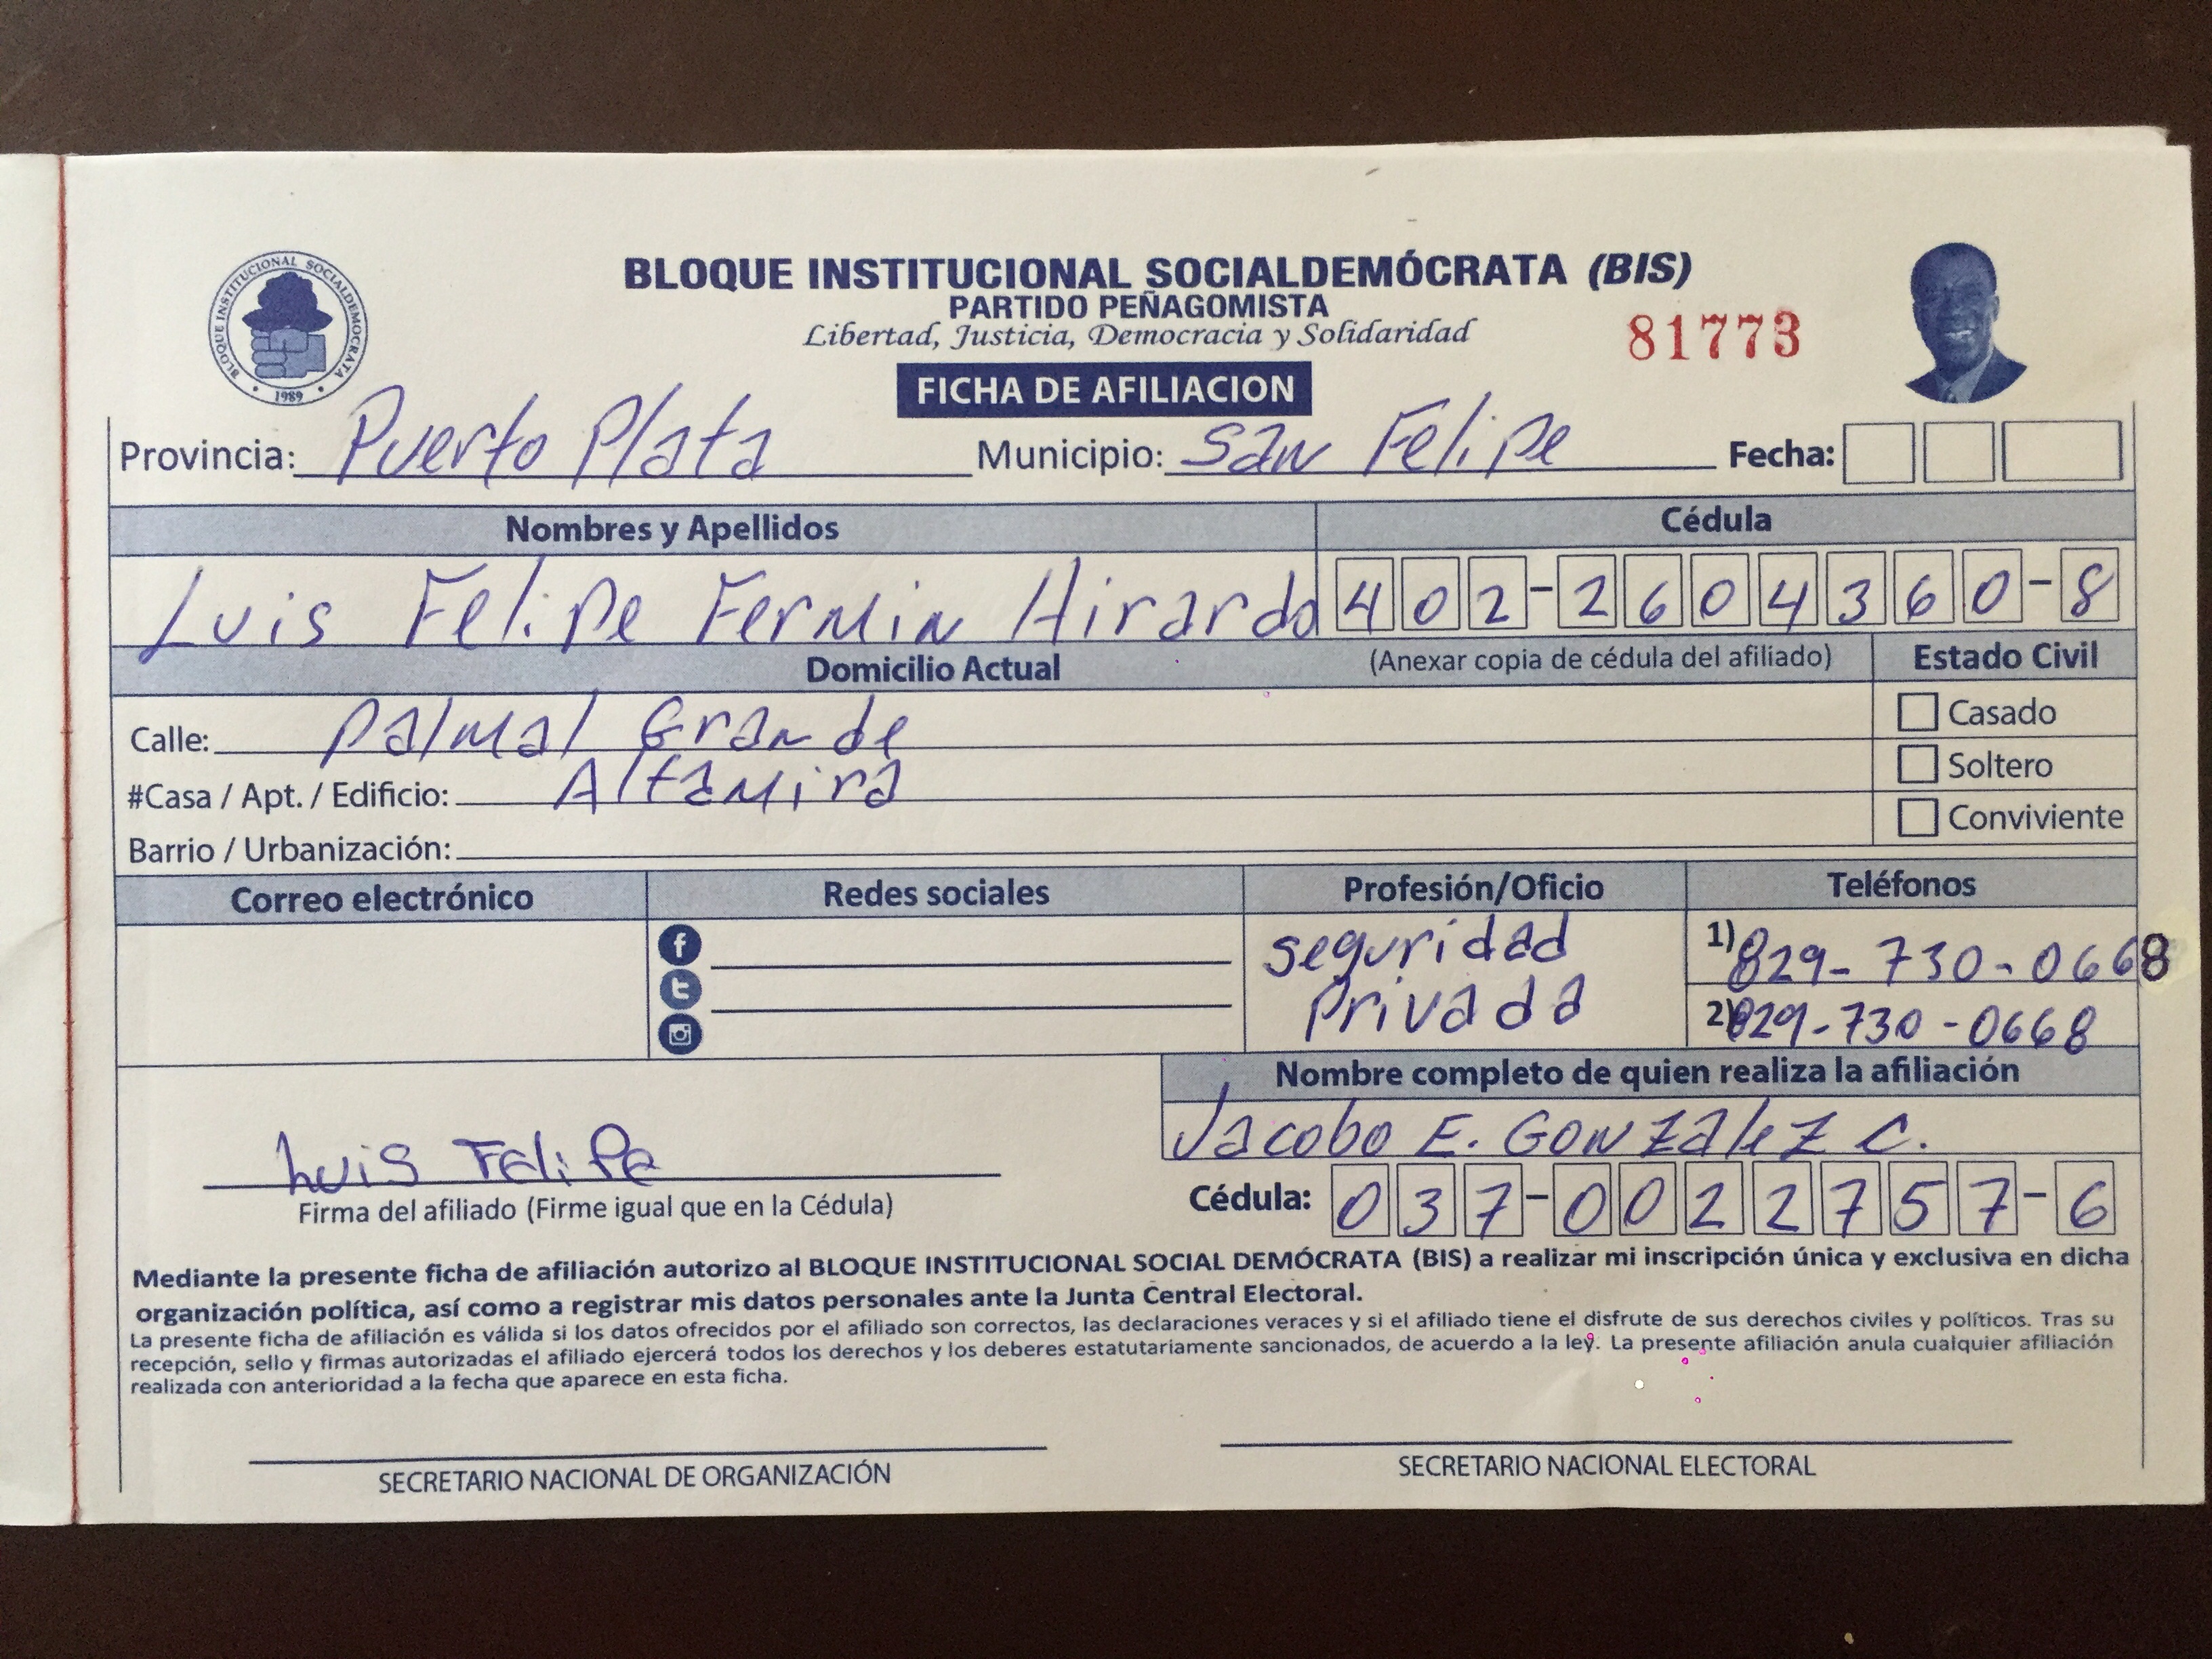 BLOQUE INSTITUCIONAL SOCIALDEMOCRATA
1989
BLOQUE INSTITUCIONAL SOCIALDEMÓCRATA (BIS)
PARTIDO PEÑAGOMISTA
Libertad, Justicia, Democracia y Solidaridad
81773
FICHA DE AFILIACION
Provincia: Puerto Plata Municipio: San Felipe Fecha:
Nombres y Apellidos Cédula
Luis Felipe Fermin Hirardo 402-2604360-8
Domicilio Actual (Anexar copia de cédula del afiliado) Estado Civil
Calle: Palmal Grande Casado
#Casa / Apt. / Edificio: Altamira Soltero
Barrio / Urbanización: Conviviente
Correo electrónico Redes sociales Profesión/Oficio Teléfonos
seguridad Privada
1) 829-730-0668
2) 829-730-0668
Nombre completo de quien realiza la afiliación
Jacobo E. GONZALEZ C.
Luis Felipe
Firma del afiliado (Firme igual que en la Cédula)
Cédula: 037-0022757-6
Mediante la presente ficha de afiliación autorizo al BLOQUE INSTITUCIONAL SOCIAL DEMÓCRATA (BIS) a realizar mi inscripción única y exclusiva en dicha
organización política, así como a registrar mis datos personales ante la Junta Central Electoral.
La presente ficha de afiliación es válida si los datos ofrecidos por el afiliado son correctos, las declaraciones veraces y si el afiliado tiene el disfrute de sus derechos civiles y políticos. Tras su
recepción, sello y firmas autorizadas el afiliado ejercerá todos los derechos y los deberes estatutariamente sancionados, de acuerdo a la ley. La presente afiliación anula cualquier afiliación
realizada con anterioridad a la fecha que aparece en esta ficha.
SECRETARIO NACIONAL DE ORGANIZACIÓN SECRETARIO NACIONAL ELECTORAL